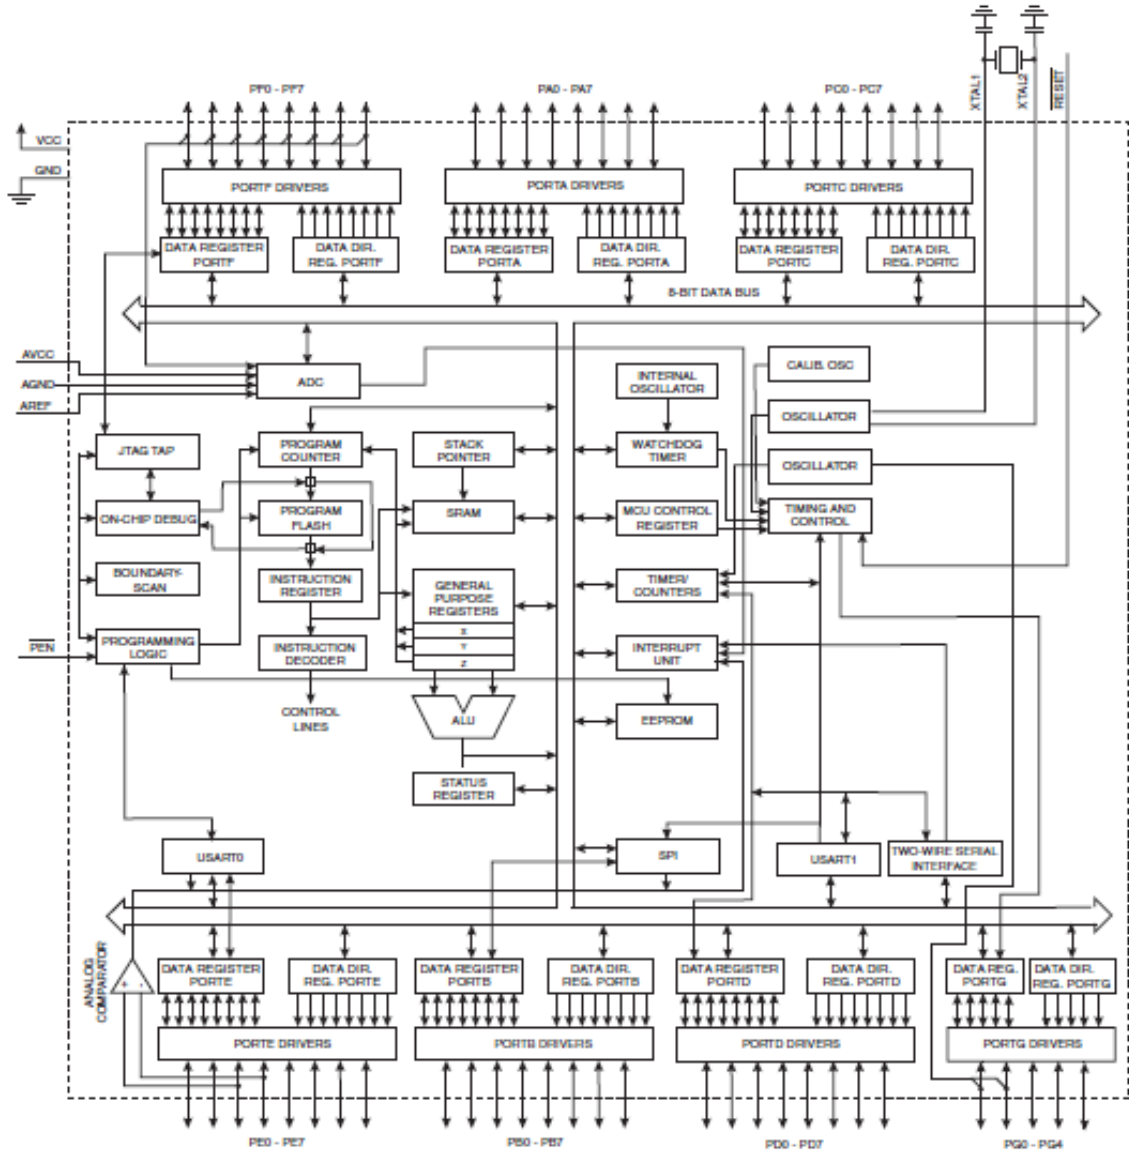 XTAL1
XTAL2
RESET
PF0 - PF7
PA0 - PA7
PC0 - PC7
VCC
GND
PORTF DRIVERS
PORTA DRIVERS
PORTC DRIVERS
DATA REGISTER
PORTF
DATA DIR.
REG. PORTF
DATA REGISTER
PORTA
DATA DIR.
REG. PORTA
DATA REGISTER
PORTC
DATA DIR.
REG. PORTC
8-BIT DATA BUS
AVCC
AGND
AREF
ADC
INTERNAL
OSCILLATOR
CALIB. OSC
OSCILLATOR
JTAG TAP
PROGRAM
COUNTER
STACK
POINTER
WATCHDOG
TIMER
OSCILLATOR
ON-CHIP DEBUG
PROGRAM
FLASH
SRAM
MCU CONTROL
REGISTER
TIMING AND
CONTROL
BOUNDARY-
SCAN
INSTRUCTION
REGISTER
GENERAL
PURPOSE
REGISTERS
X
Y
Z
TIMER/
COUNTERS
PEN
PROGRAMMING
LOGIC
INSTRUCTION
DECODER
INTERRUPT
UNIT
CONTROL
LINES
ALU
EEPROM
STATUS
REGISTER
USART0
SPI
USART1
TWO-WIRE SERIAL
INTERFACE
ANALOG
COMPARATOR
+
-
DATA REGISTER
PORTE
DATA DIR.
REG. PORTE
DATA REGISTER
PORTB
DATA DIR.
REG. PORTB
DATA REGISTER
PORTD
DATA DIR.
REG. PORTD
DATA REG.
PORTG
DATA DIR.
REG. PORTG
PORTE DRIVERS
PORTB DRIVERS
PORTD DRIVERS
PORTG DRIVERS
PE0 - PE7
PB0 - PB7
PD0 - PD7
PG0 - PG4